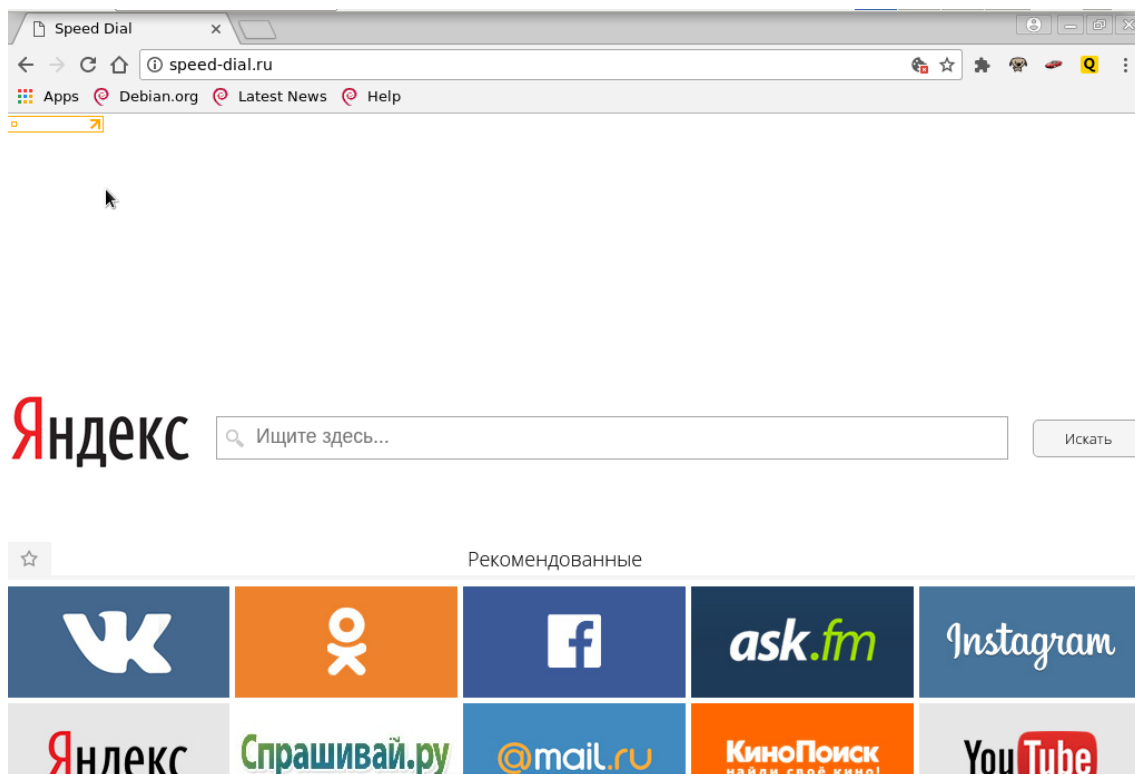 Speed Dial
speed-dial.ru
Apps Debian.org Latest News Help
Яндекс Ищите здесь... Искать
Рекомендованные
ask.fm Instagram
Яндекс Спрашивай.ру @mail.ru КиноПоиск YouTube
найди своё кино!